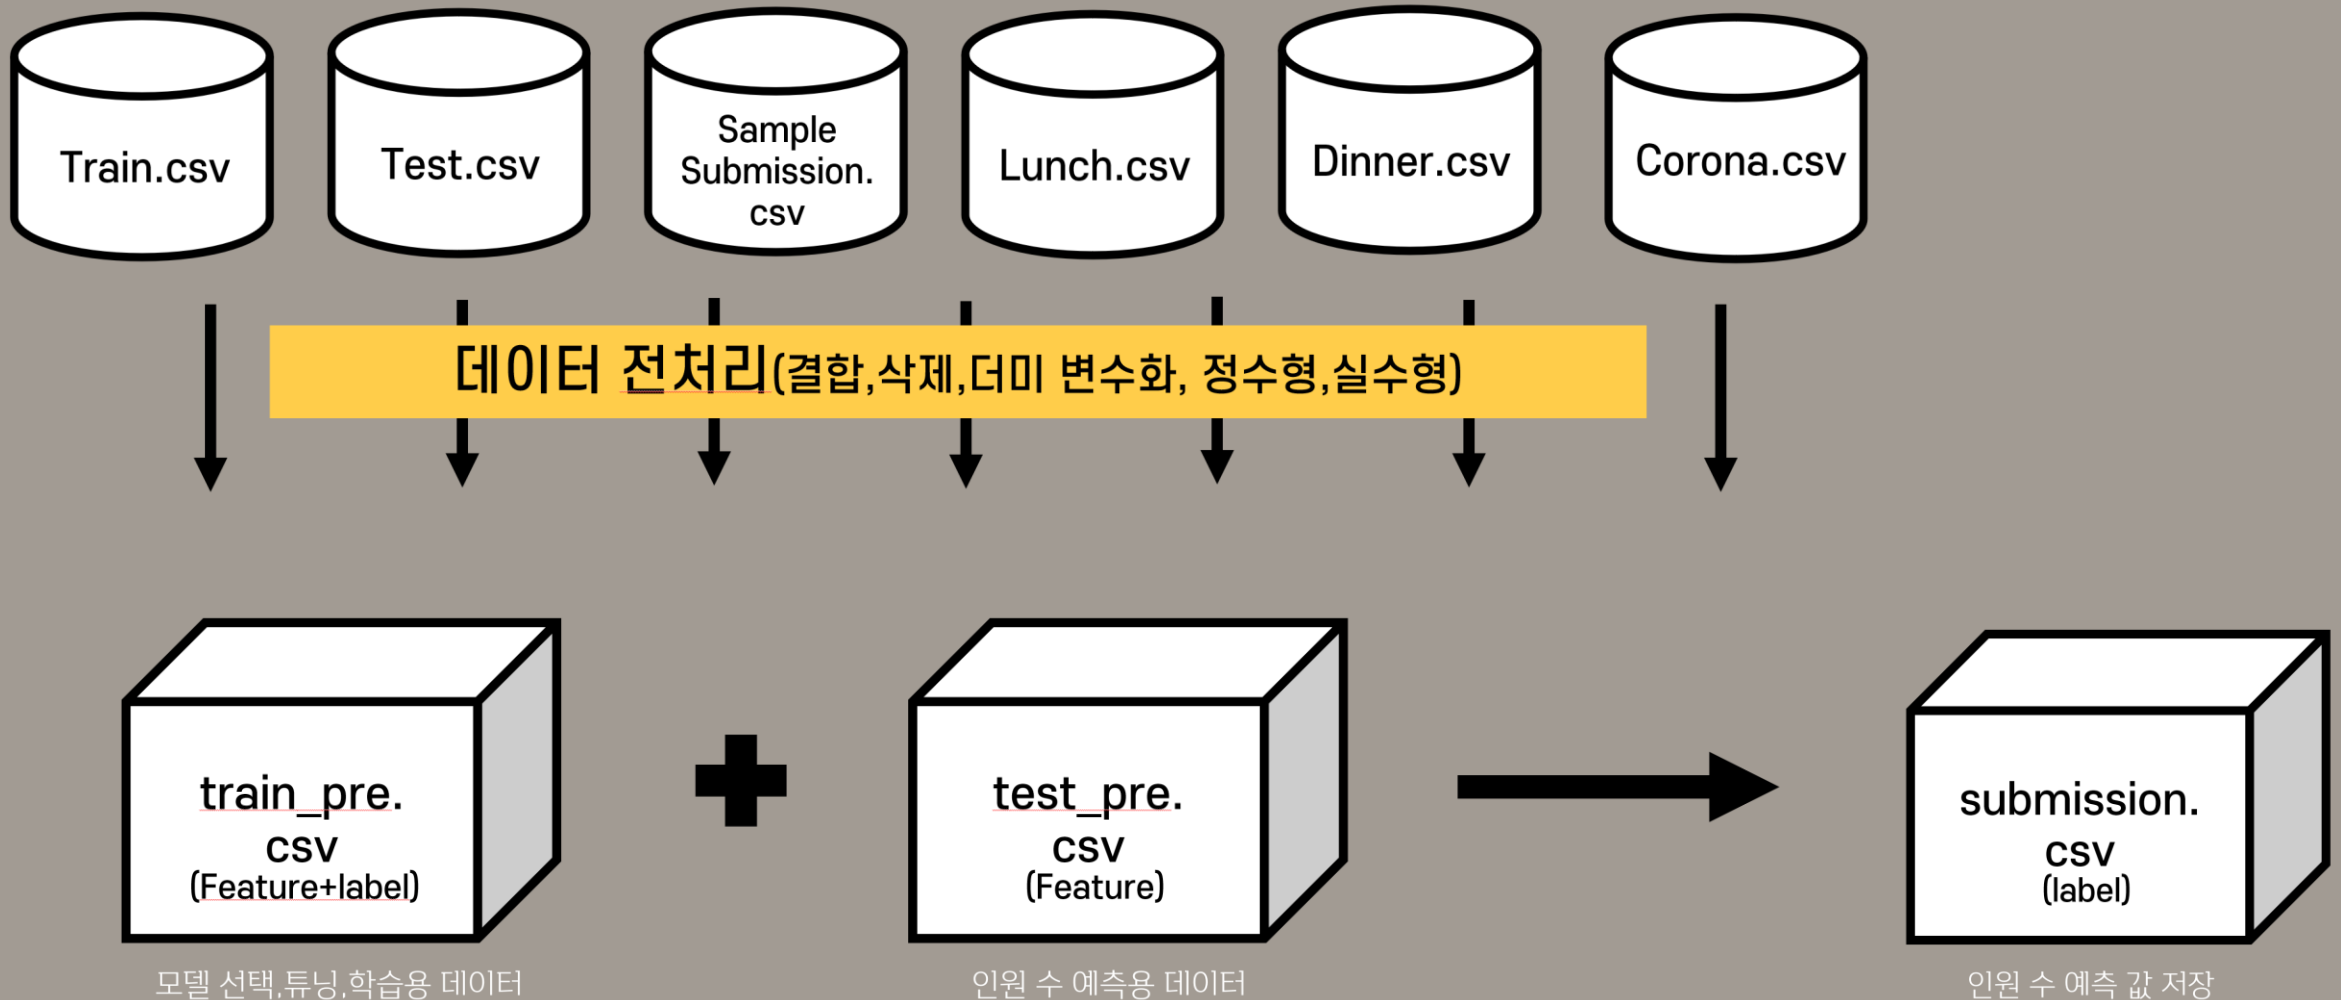 Train.csv
Test.csv
Sample
Submission.
csv
Lunch.csv
Dinner.csv
Corona.csv
데이터 전처리(결합,삭제,더미 변수화, 정수형,실수형)
train_pre.
csv
(Feature+label)
test_pre.
csv
(Feature)
submission.
csv
(label)
모델 선택,튜닝,학습용 데이터
인원 수 예측용 데이터
인원 수 예측 값 저장